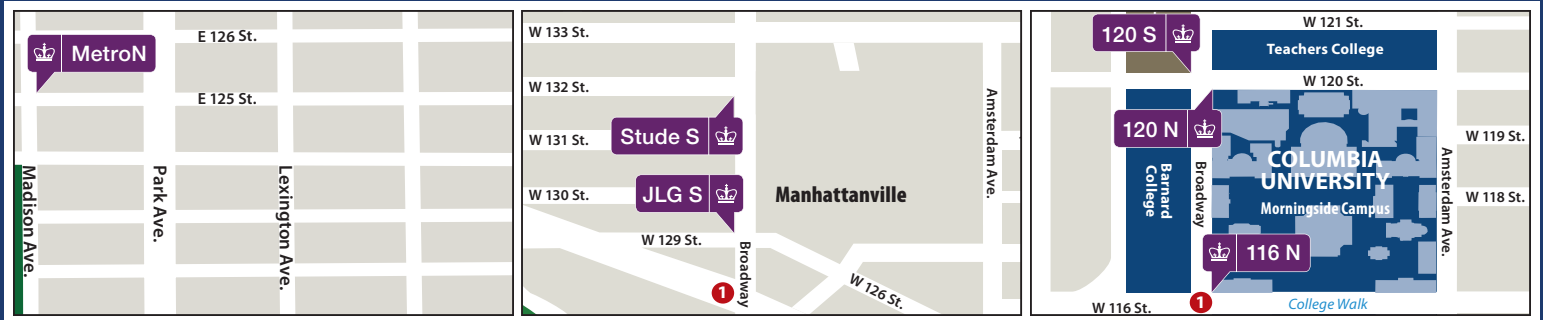 E 126 St.
MetroN
E 125 St.
Madison Ave.
Park Ave.
Lexington Ave.
W 133 St.
W 132 St.
Amsterdam Ave.
Stude S
W 131 St.
JLG S
W 130 St.
Manhattanville
W 129 St.
Broadway
1
W 126 St.
W 121 St.
120 S
Teachers College
W 120 St.
120 N
W 119 St.
COLUMBIA
UNIVERSITY
Morningside Campus
Barnard
College
Broadway
Amsterdam Ave.
W 118 St.
116 N
1
W 116 St.
College Walk